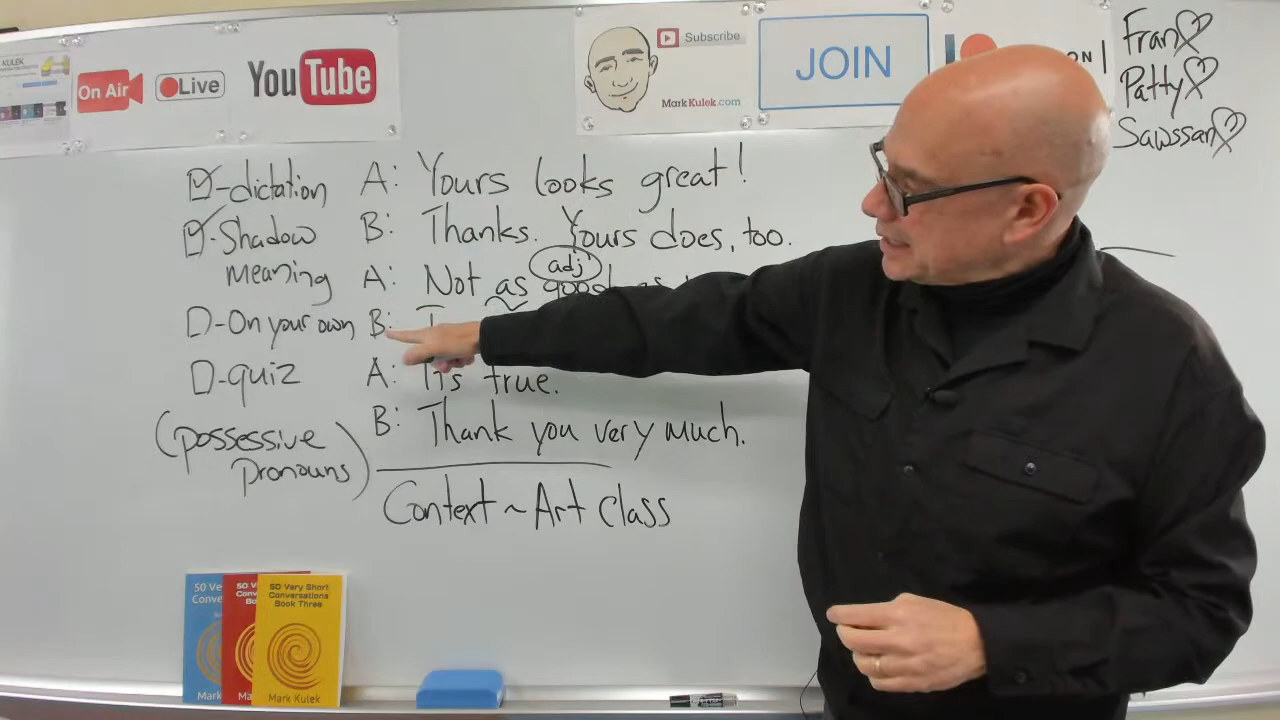 KULEK
On Air
Live
YouTube
Subscribe
MarkKulek.com
JOIN
Fran
Patty
Sawssan
-dictation
-Shadow
meaning
-On your own
-quiz
(possessive
pronouns)
A: Yours looks great!
B: Thanks. Yours does, too.
adj
A: Not as good as
B:
A: It's true.
B: Thank you very much.
Context ~ Art class
50 Very Short
Conversations
Book Three
Mark Kulek